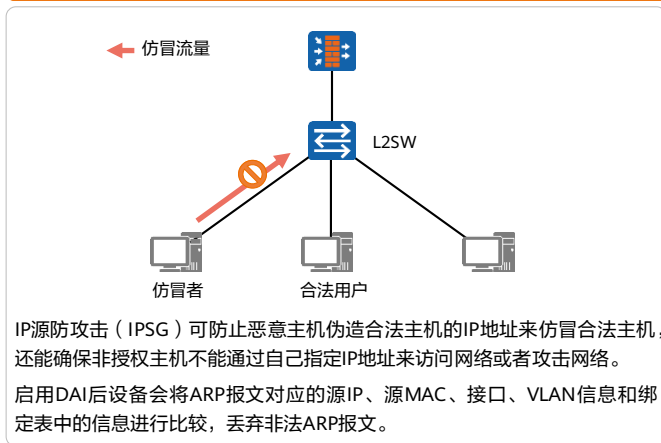 仿冒流量
L2SW
仿冒者
合法用户
IP源防攻击（IPSG）可防止恶意主机伪造合法主机的IP地址来仿冒合法主机，
还能确保非授权主机不能通过自己指定IP地址来访问网络或者攻击网络。
启用DAI后设备会将ARP报文对应的源IP、源MAC、接口、VLAN信息和绑
定表中的信息进行比较，丢弃非法ARP报文。